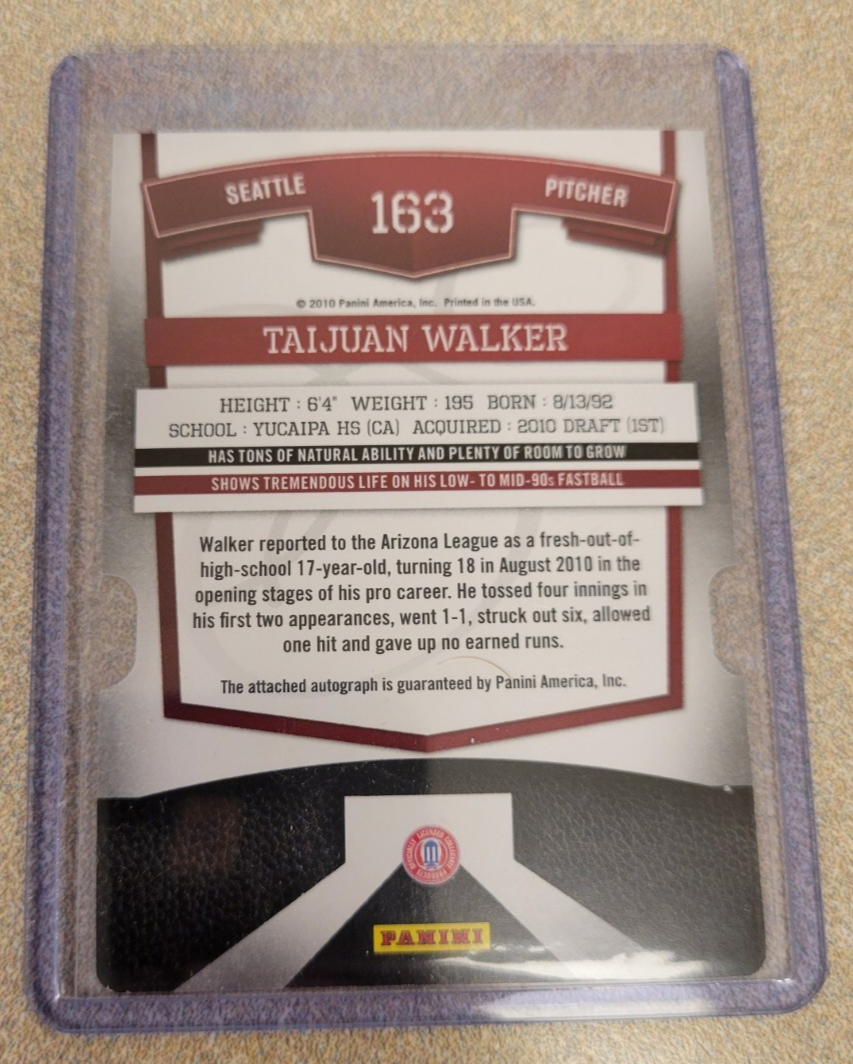 SEATTLE 163 PITCHER
© 2010 Panini America, Inc. Printed in the USA.
TAIJUAN WALKER
HEIGHT : 6'4" WEIGHT : 195 BORN : 8/13/92
SCHOOL : YUCAIPA HS (CA) ACQUIRED : 2010 DRAFT (1ST)
HAS TONS OF NATURAL ABILITY AND PLENTY OF ROOM TO GROW
SHOWS TREMENDOUS LIFE ON HIS LOW- TO MID-90s FASTBALL
Walker reported to the Arizona League as a fresh-out-of-
high-school 17-year-old, turning 18 in August 2010 in the
opening stages of his pro career. He tossed four innings in
his first two appearances, went 1-1, struck out six, allowed
one hit and gave up no earned runs.
The attached autograph is guaranteed by Panini America, Inc.
OFFICIALLY LICENSED COLLEGIATE PRODUCTS
PANINI